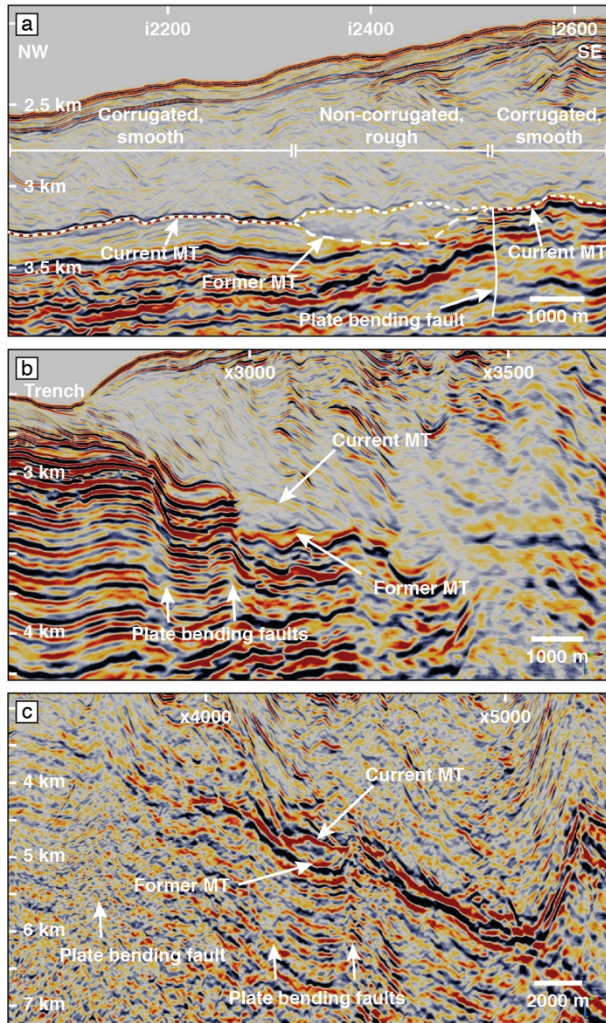 a
i2200
i2400
i2600
NW
SE
2.5 km
Corrugated,
smooth
Non-corrugated,
rough
Corrugated,
smooth
3 km
Current MT
Former MT
Current MT
3.5 km
Plate bending fault
1000 m
b
x3000
x3500
Trench
Current MT
3 km
Former MT
Plate bending faults
4 km
1000 m
c
x4000
x5000
4 km
Current MT
5 km
Former MT
6 km
Plate bending fault
Plate bending faults
7 km
2000 m